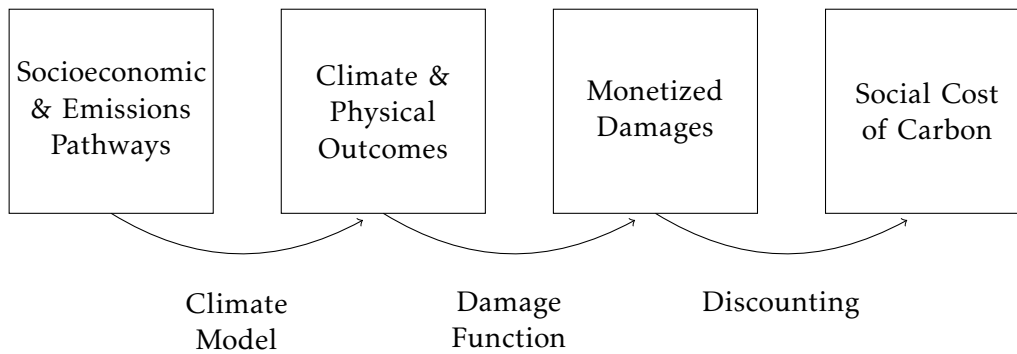 Socioeconomic
& Emissions
Pathways
Climate &
Physical
Outcomes
Monetized
Damages
Social Cost
of Carbon
Climate
Model
Damage
Function
Discounting